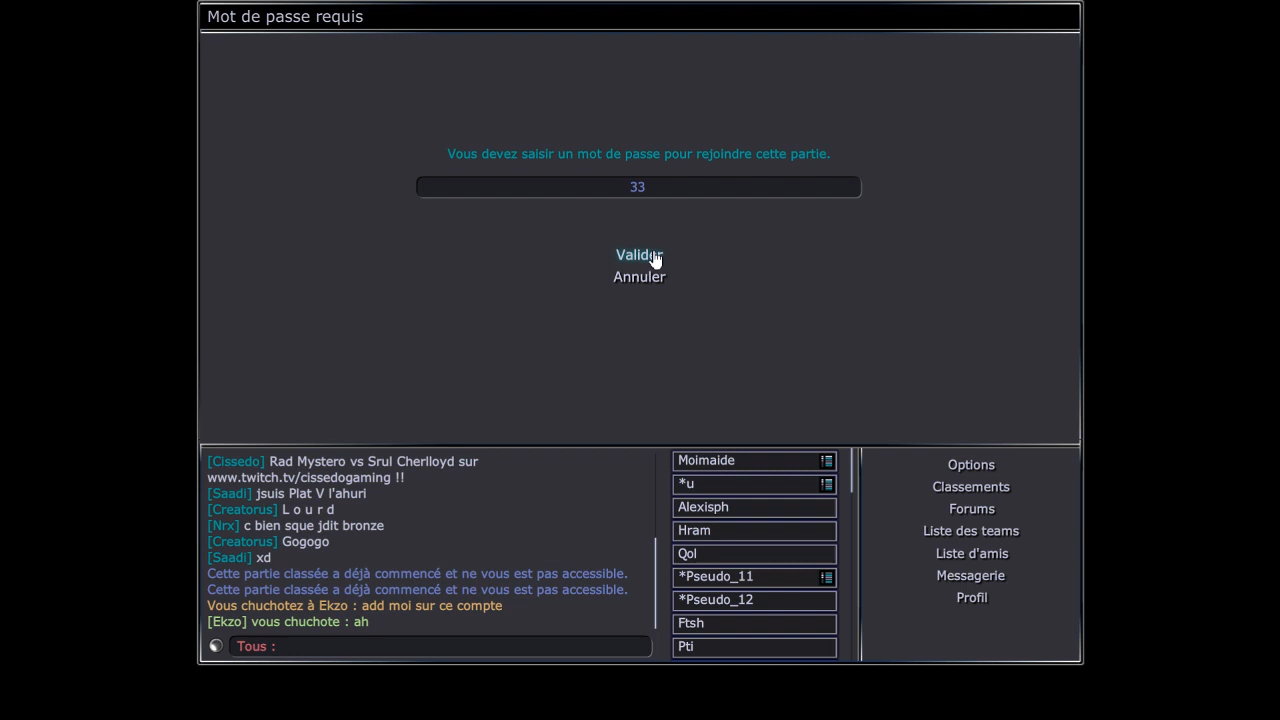 Mot de passe requis
Vous devez saisir un mot de passe pour rejoindre cette partie.
33
Valider
Annuler
[Cissedo] Rad Mystero vs Srul Cherlloyd sur
www.twitch.tv/cissedogaming !!
[Saadi] jsuis Plat V l'ahuri
[Creatorus] L o u r d
[Nrx] c bien sque jdit bronze
[Creatorus] Gogogo
[Saadi] xd
Cette partie classée a déjà commencé et ne vous est pas accessible.
Cette partie classée a déjà commencé et ne vous est pas accessible.
Vous chuchotez à Ekzo : add moi sur ce compte
[Ekzo] vous chuchote : ah
Tous :
Moimaide
*u
Alexisph
Hram
Qol
*Pseudo_11
*Pseudo_12
Ftsh
Pti
Options
Classements
Forums
Liste des teams
Liste d'amis
Messagerie
Profil